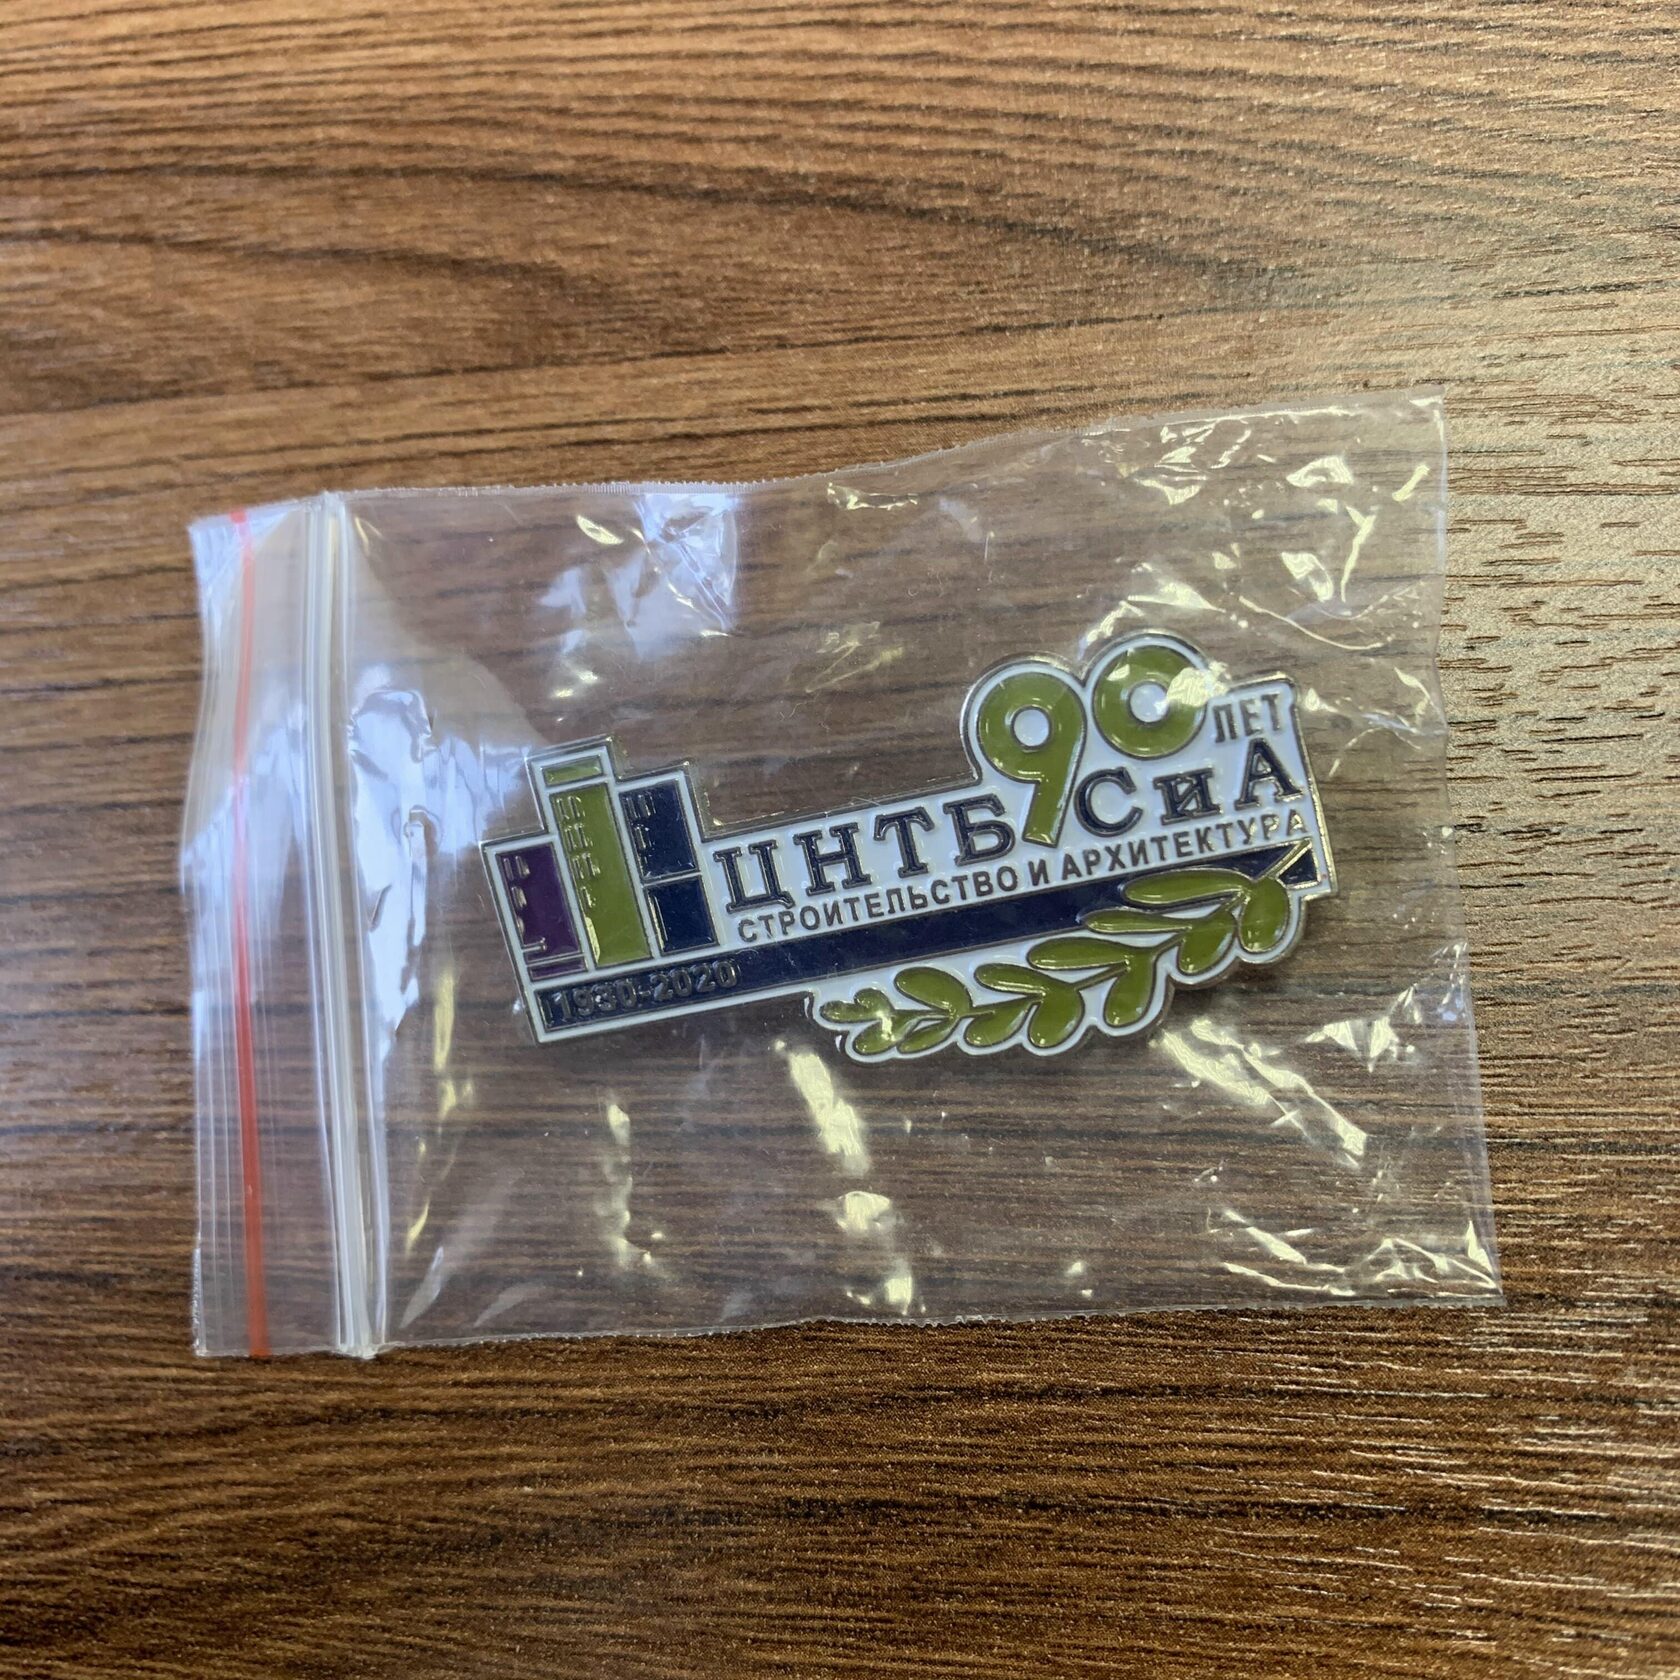 90 ЛЕТ
ЦНТБ СиА
СТРОИТЕЛЬСТВО И АРХИТЕКТУРА
1930-2020